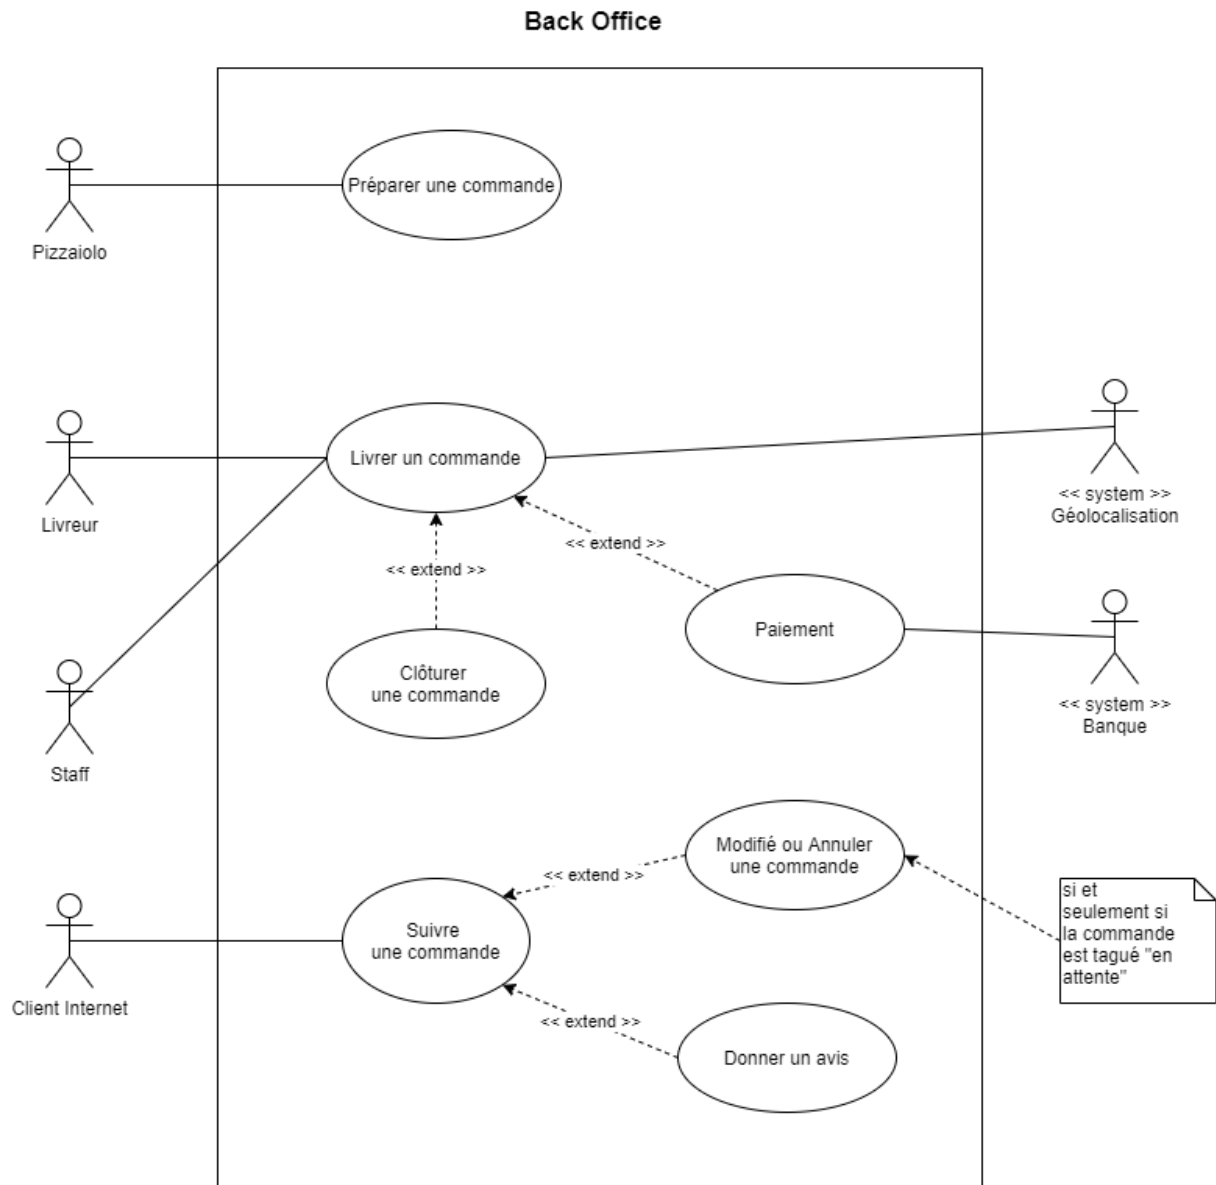 Back Office
Préparer une commande
Pizzaiolo
Livrer un commande
Livreur
<< system >>
Géolocalisation
<< extend >>
<< extend >>
Paiement
Clôturer
une commande
<< system >>
Banque
Staff
Modifié ou Annuler
une commande
<< extend >>
si et
seulement si
la commande
est tagué "en
attente"
Suivre
une commande
Client Internet
<< extend >>
Donner un avis